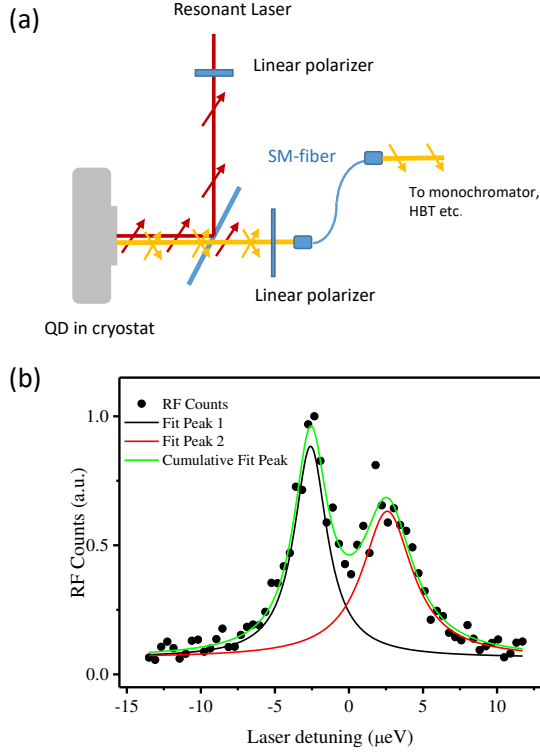 (a)
Resonant Laser
Linear polarizer
SM-fiber
To monochromator,
HBT etc.
Linear polarizer
QD in cryostat
(b)
RF Counts
Fit Peak 1
Fit Peak 2
Cumulative Fit Peak
1.0
0.5
0.0
RF Counts (a.u.)
-15
-10
-5
0
5
10
Laser detuning (μeV)